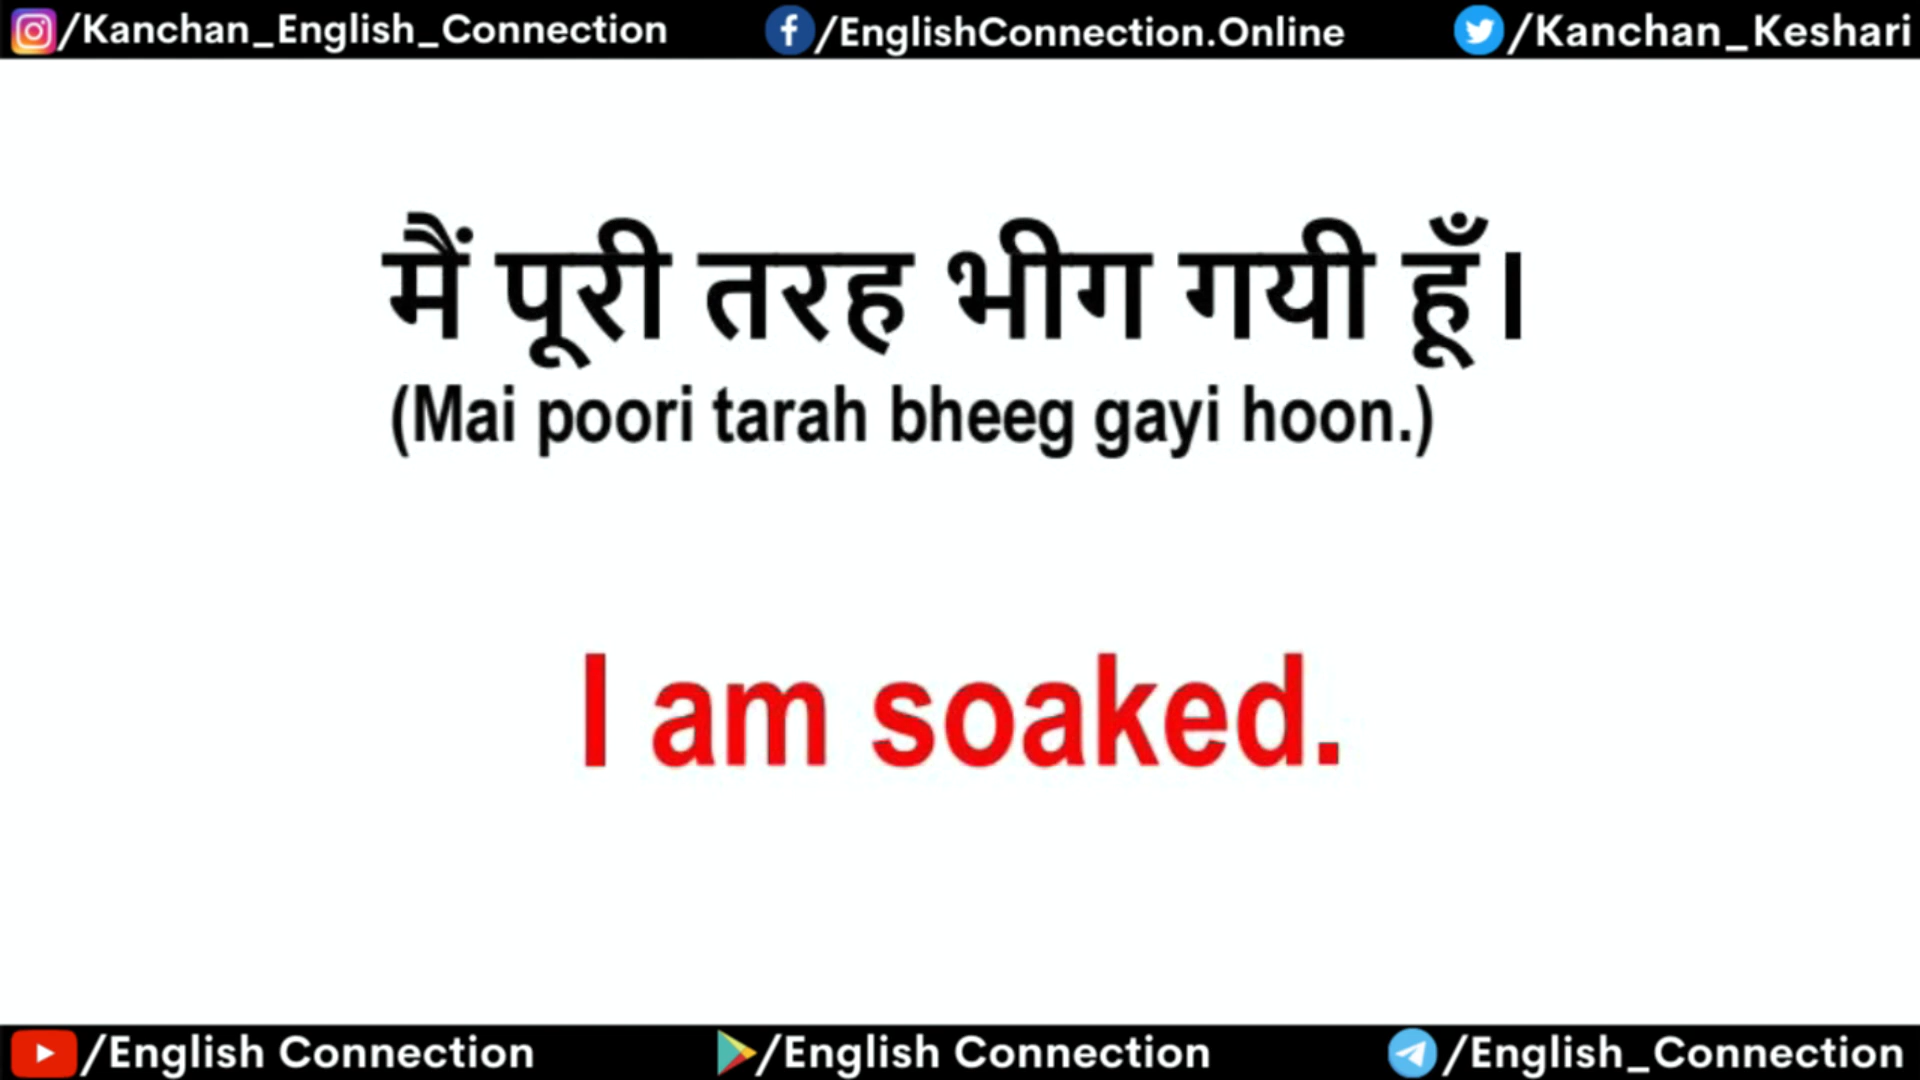 /Kanchan_English_Connection /EnglishConnection.Online /Kanchan_Keshari
मैं पूरी तरह भीग गयी हूँ।
(Mai poori tarah bheeg gayi hoon.)
I am soaked.
/English Connection /English Connection /English_Connection